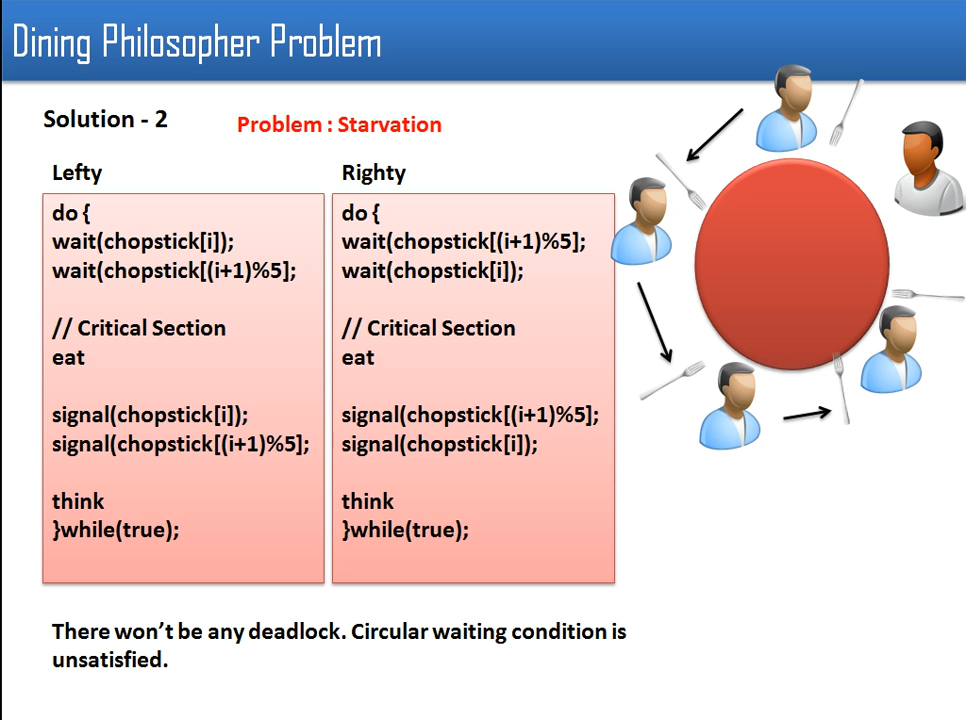 Dining Philosopher Problem
Solution - 2
Problem : Starvation
Lefty
do {
wait(chopstick[i]);
wait(chopstick[(i+1)%5];
// Critical Section
eat
signal(chopstick[i]);
signal(chopstick[(i+1)%5];
think
}while(true);
Righty
do {
wait(chopstick[(i+1)%5];
wait(chopstick[i]);
// Critical Section
eat
signal(chopstick[(i+1)%5];
signal(chopstick[i]);
think
}while(true);
There won’t be any deadlock. Circular waiting condition is
unsatisfied.